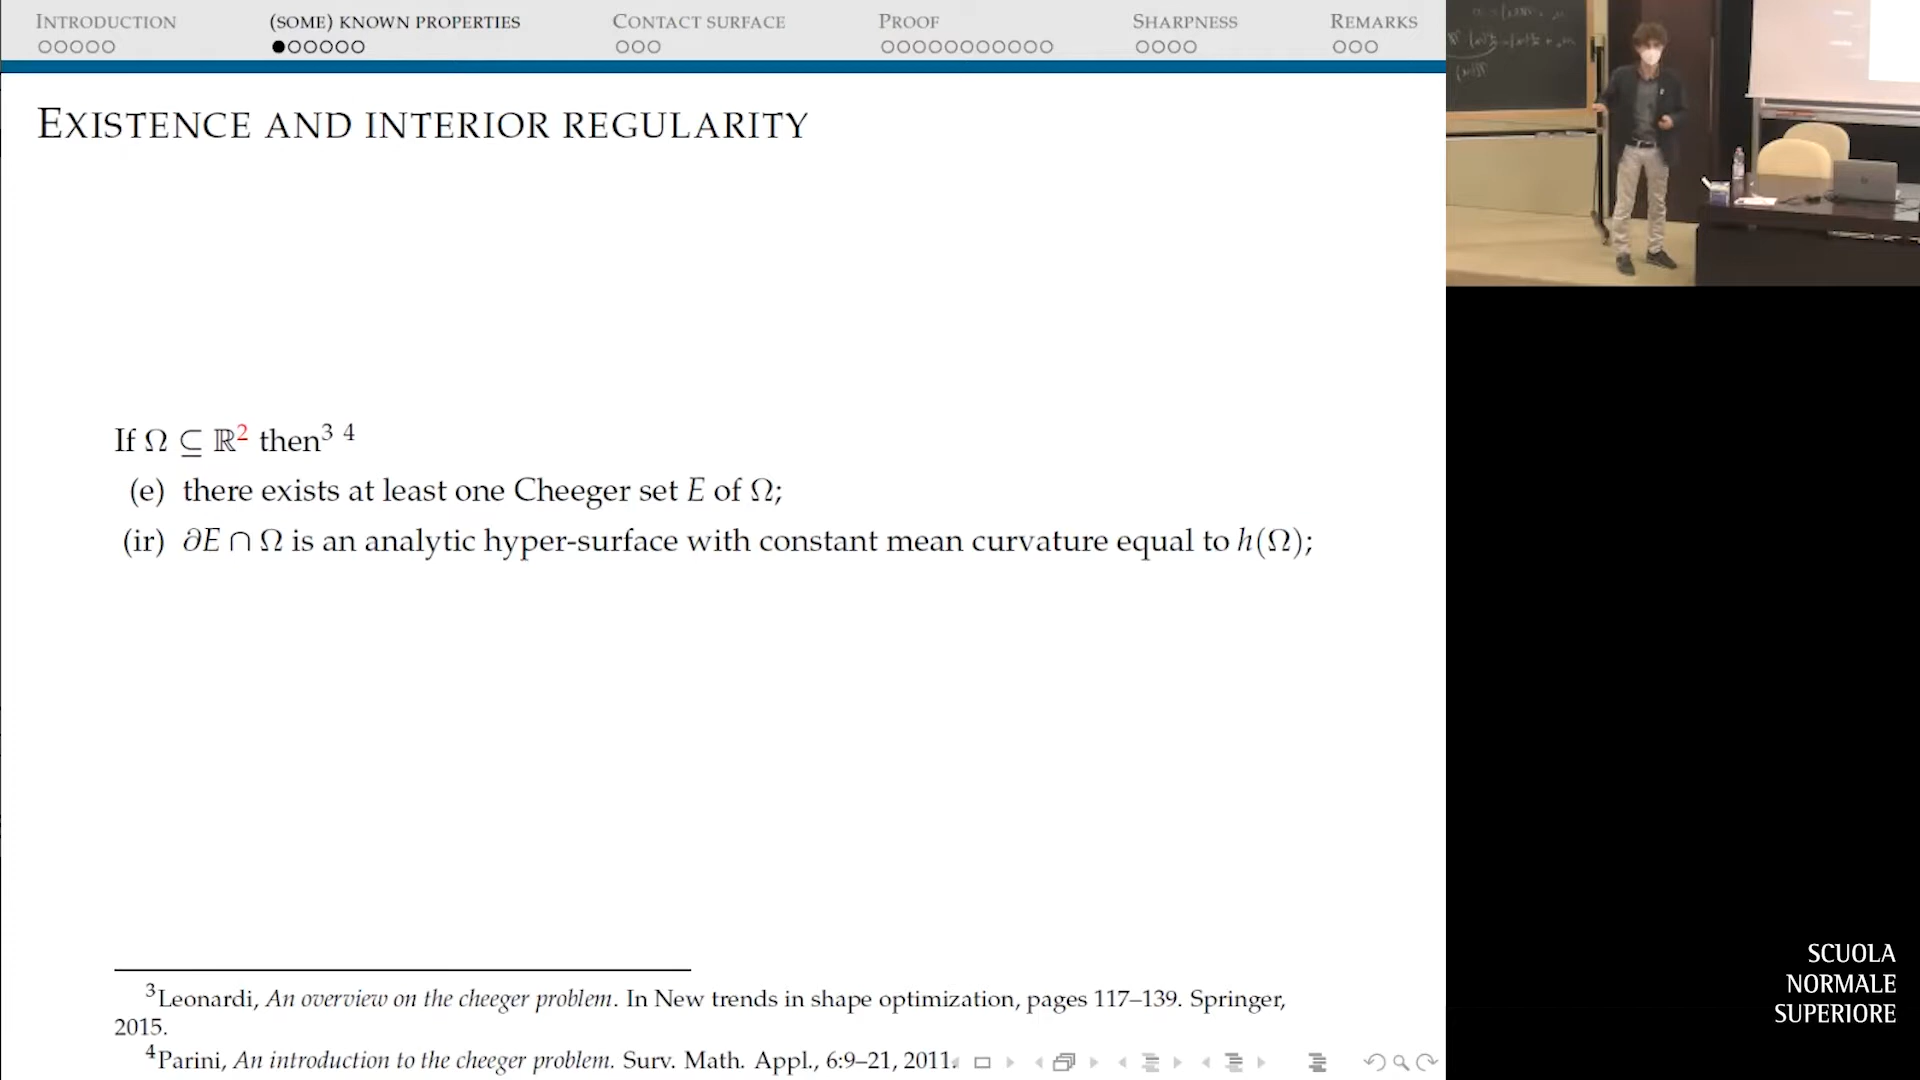 INTRODUCTION (SOME) KNOWN PROPERTIES CONTACT SURFACE PROOF SHARPNESS REMARKS
EXISTENCE AND INTERIOR REGULARITY
If Ω ⊆ ℝ² then³ ⁴
(e) there exists at least one Cheeger set E of Ω;
(ir) ∂E ∩ Ω is an analytic hyper-surface with constant mean curvature equal to h(Ω);
³Leonardi, An overview on the cheeger problem. In New trends in shape optimization, pages 117–139. Springer,
2015.
⁴Parini, An introduction to the cheeger problem. Surv. Math. Appl., 6:9–21, 2011.
SCUOLA
NORMALE
SUPERIORE